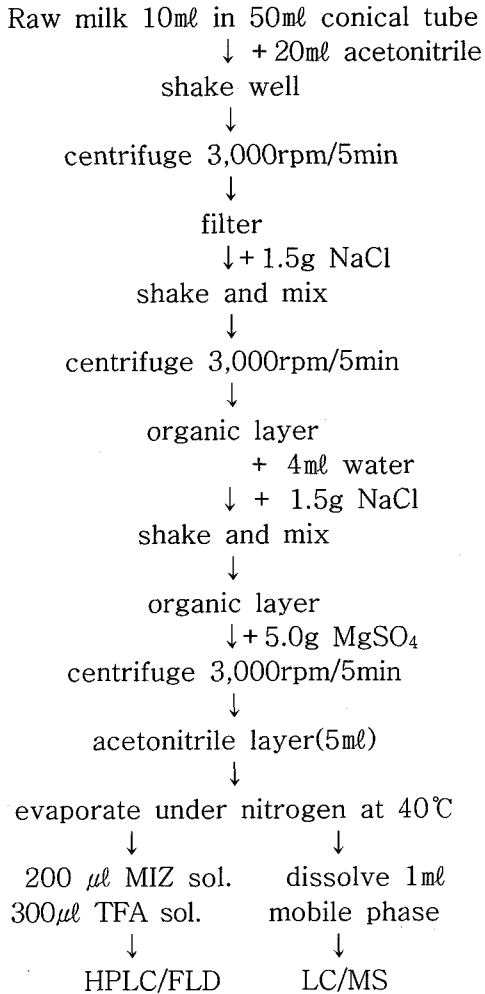 Raw milk 10㎖ in 50㎖ conical tube
↓ + 20㎖ acetonitrile
shake well
↓
centrifuge 3,000rpm/5min
↓
filter
↓+ 1.5g NaCl
shake and mix
↓
centrifuge 3,000rpm/5min
↓
organic layer
+ 4㎖ water
↓ + 1.5g NaCl
shake and mix
↓
organic layer
↓+ 5.0g MgSO₄
centrifuge 3,000rpm/5min
↓
acetonitrile layer(5㎖)
↓
evaporate under nitrogen at 40℃
↓ ↓
200 ㎕ MIZ sol. dissolve 1㎖
300㎕ TFA sol. mobile phase
↓ ↓
HPLC/FLD LC/MS